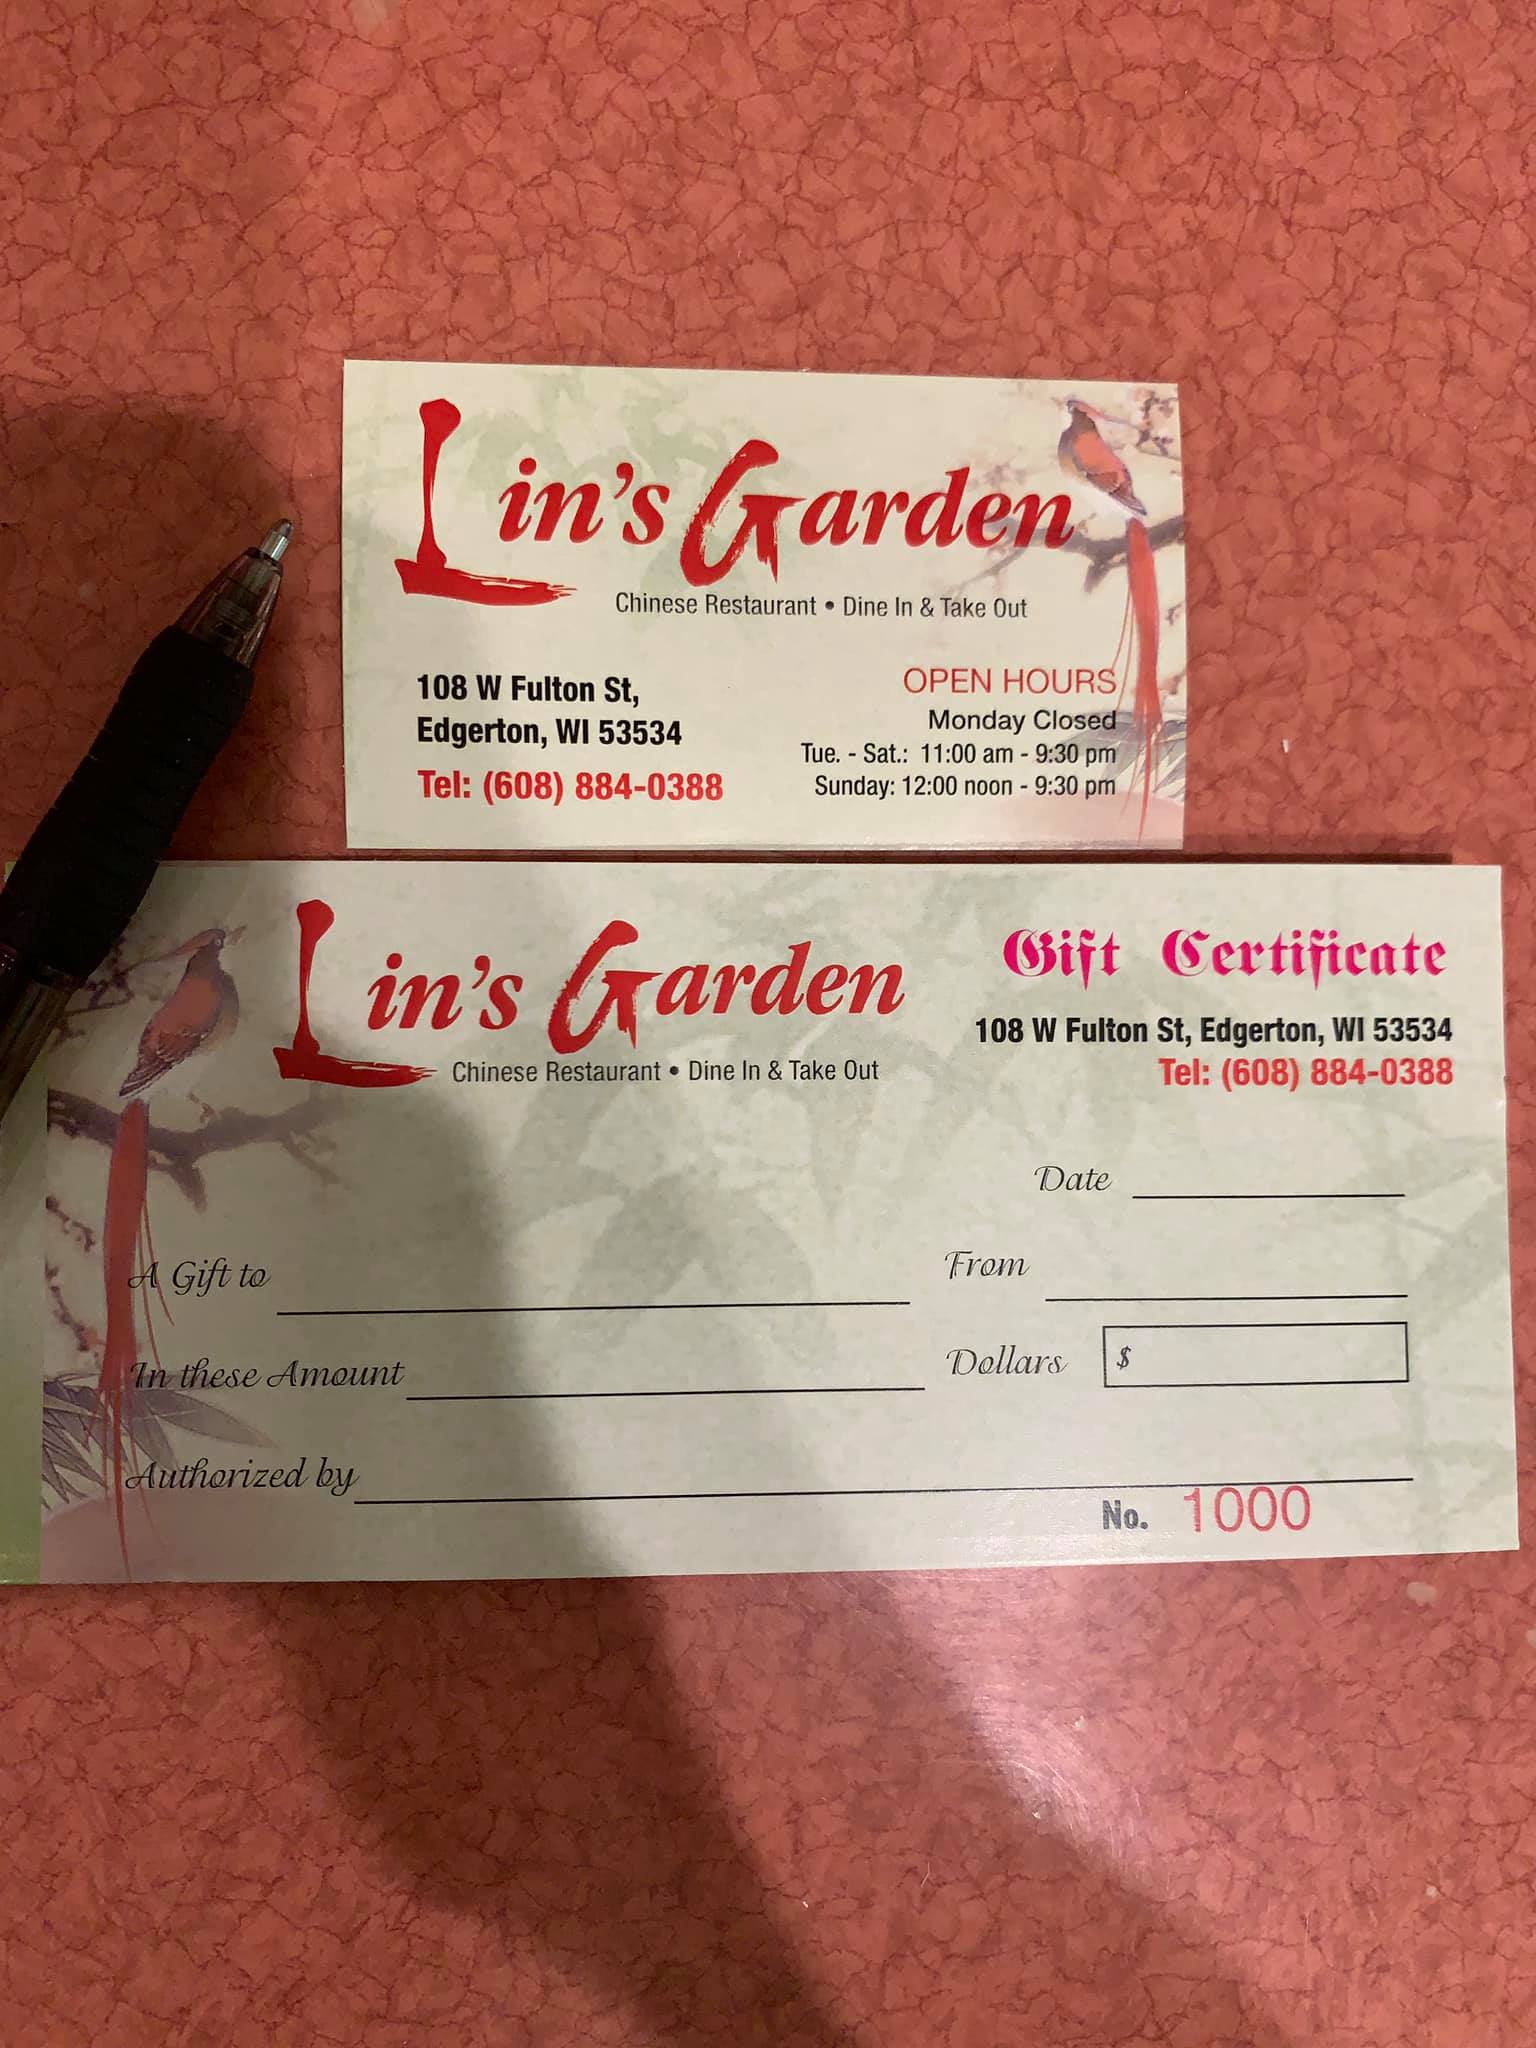 Lin's Garden
Chinese Restaurant • Dine In & Take Out
108 W Fulton St,
Edgerton, WI 53534
Tel: (608) 884-0388
OPEN HOURS
Monday Closed
Tue. - Sat.: 11:00 am - 9:30 pm
Sunday: 12:00 noon - 9:30 pm
Lin's Garden
Chinese Restaurant • Dine In & Take Out
Gift Certificate
108 W Fulton St, Edgerton, WI 53534
Tel: (608) 884-0388
Date
A Gift to
From
In these Amount
Dollars $
Authorized by
No. 1000